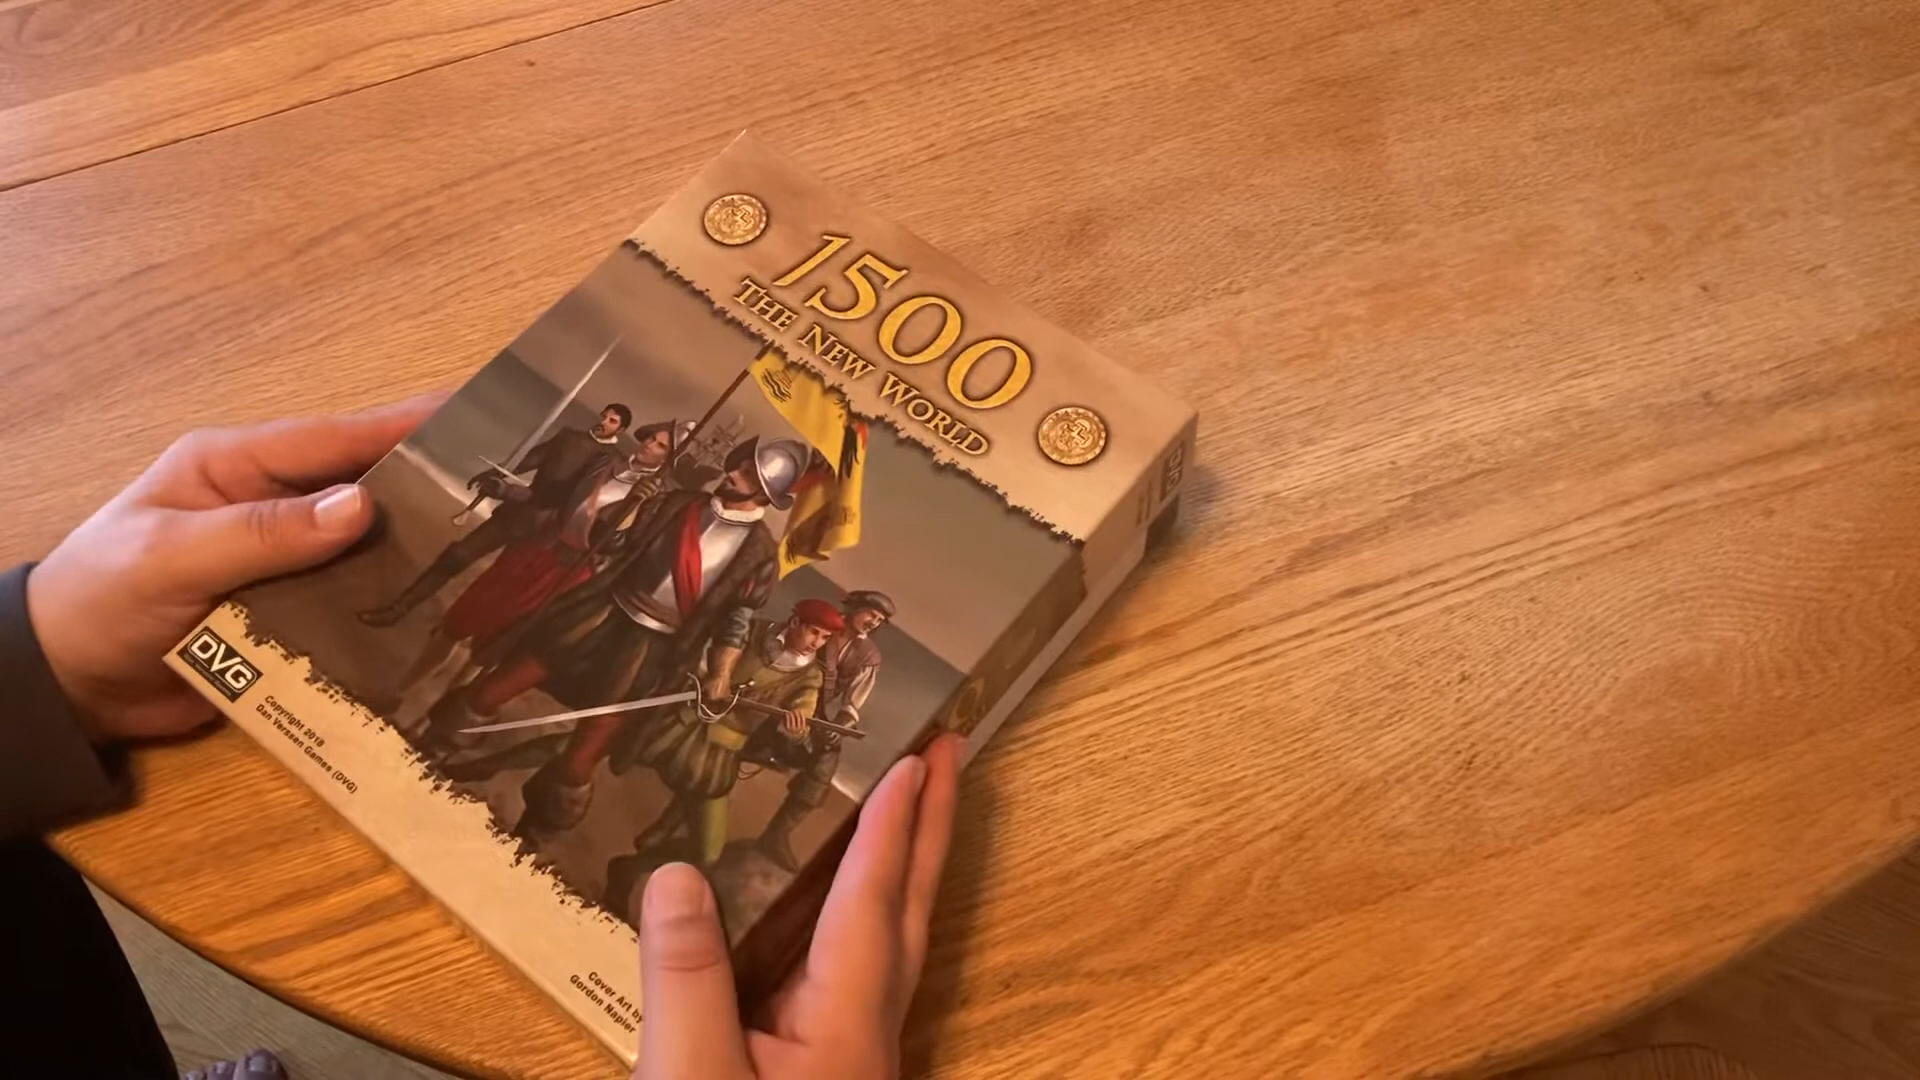 1500
THE NEW WORLD
DVG
Copyright 2018
Dan Verssen Games (DVG)
Cover Art by
Gordon Napier